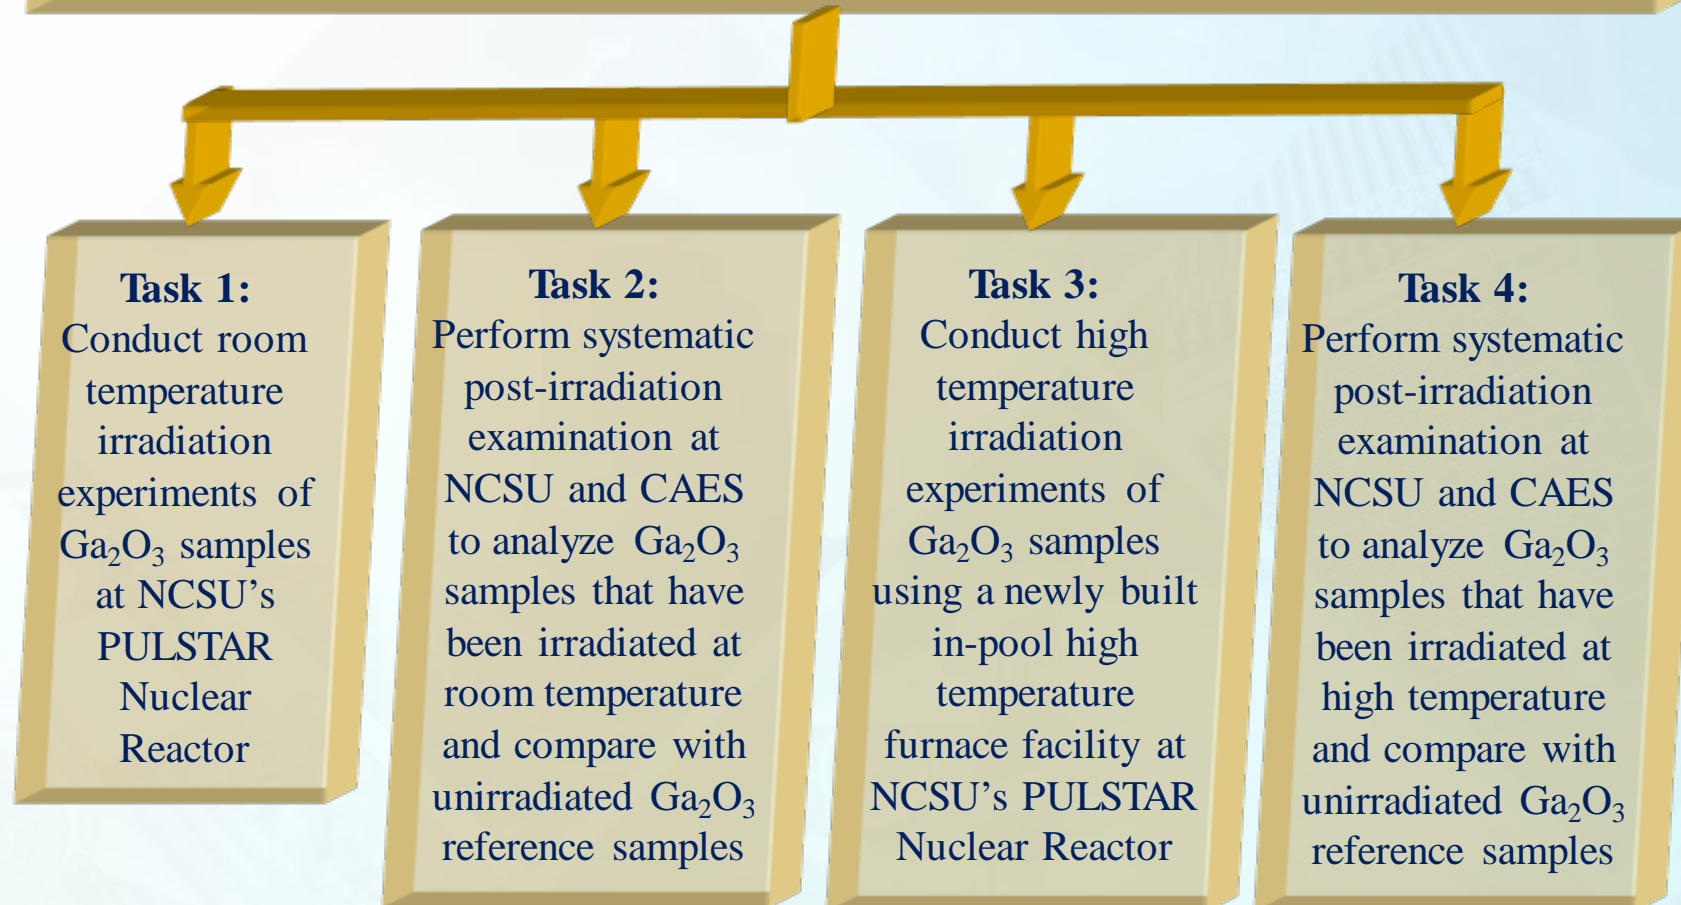 Task 1:
Conduct room
temperature
irradiation
experiments of
Ga₂O₃ samples
at NCSU’s
PULSTAR
Nuclear
Reactor
Task 2:
Perform systematic
post-irradiation
examination at
NCSU and CAES
to analyze Ga₂O₃
samples that have
been irradiated at
room temperature
and compare with
unirradiated Ga₂O₃
reference samples
Task 3:
Conduct high
temperature
irradiation
experiments of
Ga₂O₃ samples
using a newly built
in-pool high
temperature
furnace facility at
NCSU’s PULSTAR
Nuclear Reactor
Task 4:
Perform systematic
post-irradiation
examination at
NCSU and CAES
to analyze Ga₂O₃
samples that have
been irradiated at
high temperature
and compare with
unirradiated Ga₂O₃
reference samples